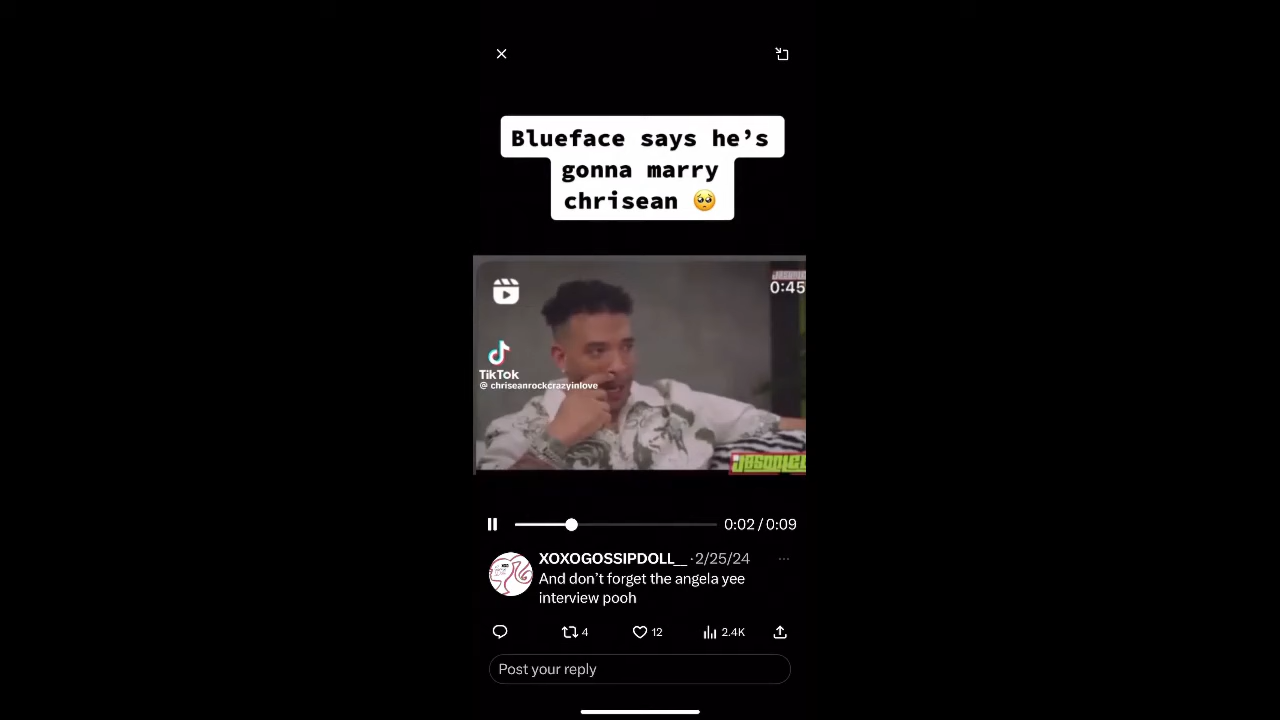 Blueface says he's
gonna marry
chrisean 🥺
0:45
TikTok
@ chriseanrockcrazyinlove
0:02 / 0:09
XOXOGOSSIPDOLL__ · 2/25/24
And don't forget the angela yee
interview pooh
4
12
2.4K
Post your reply